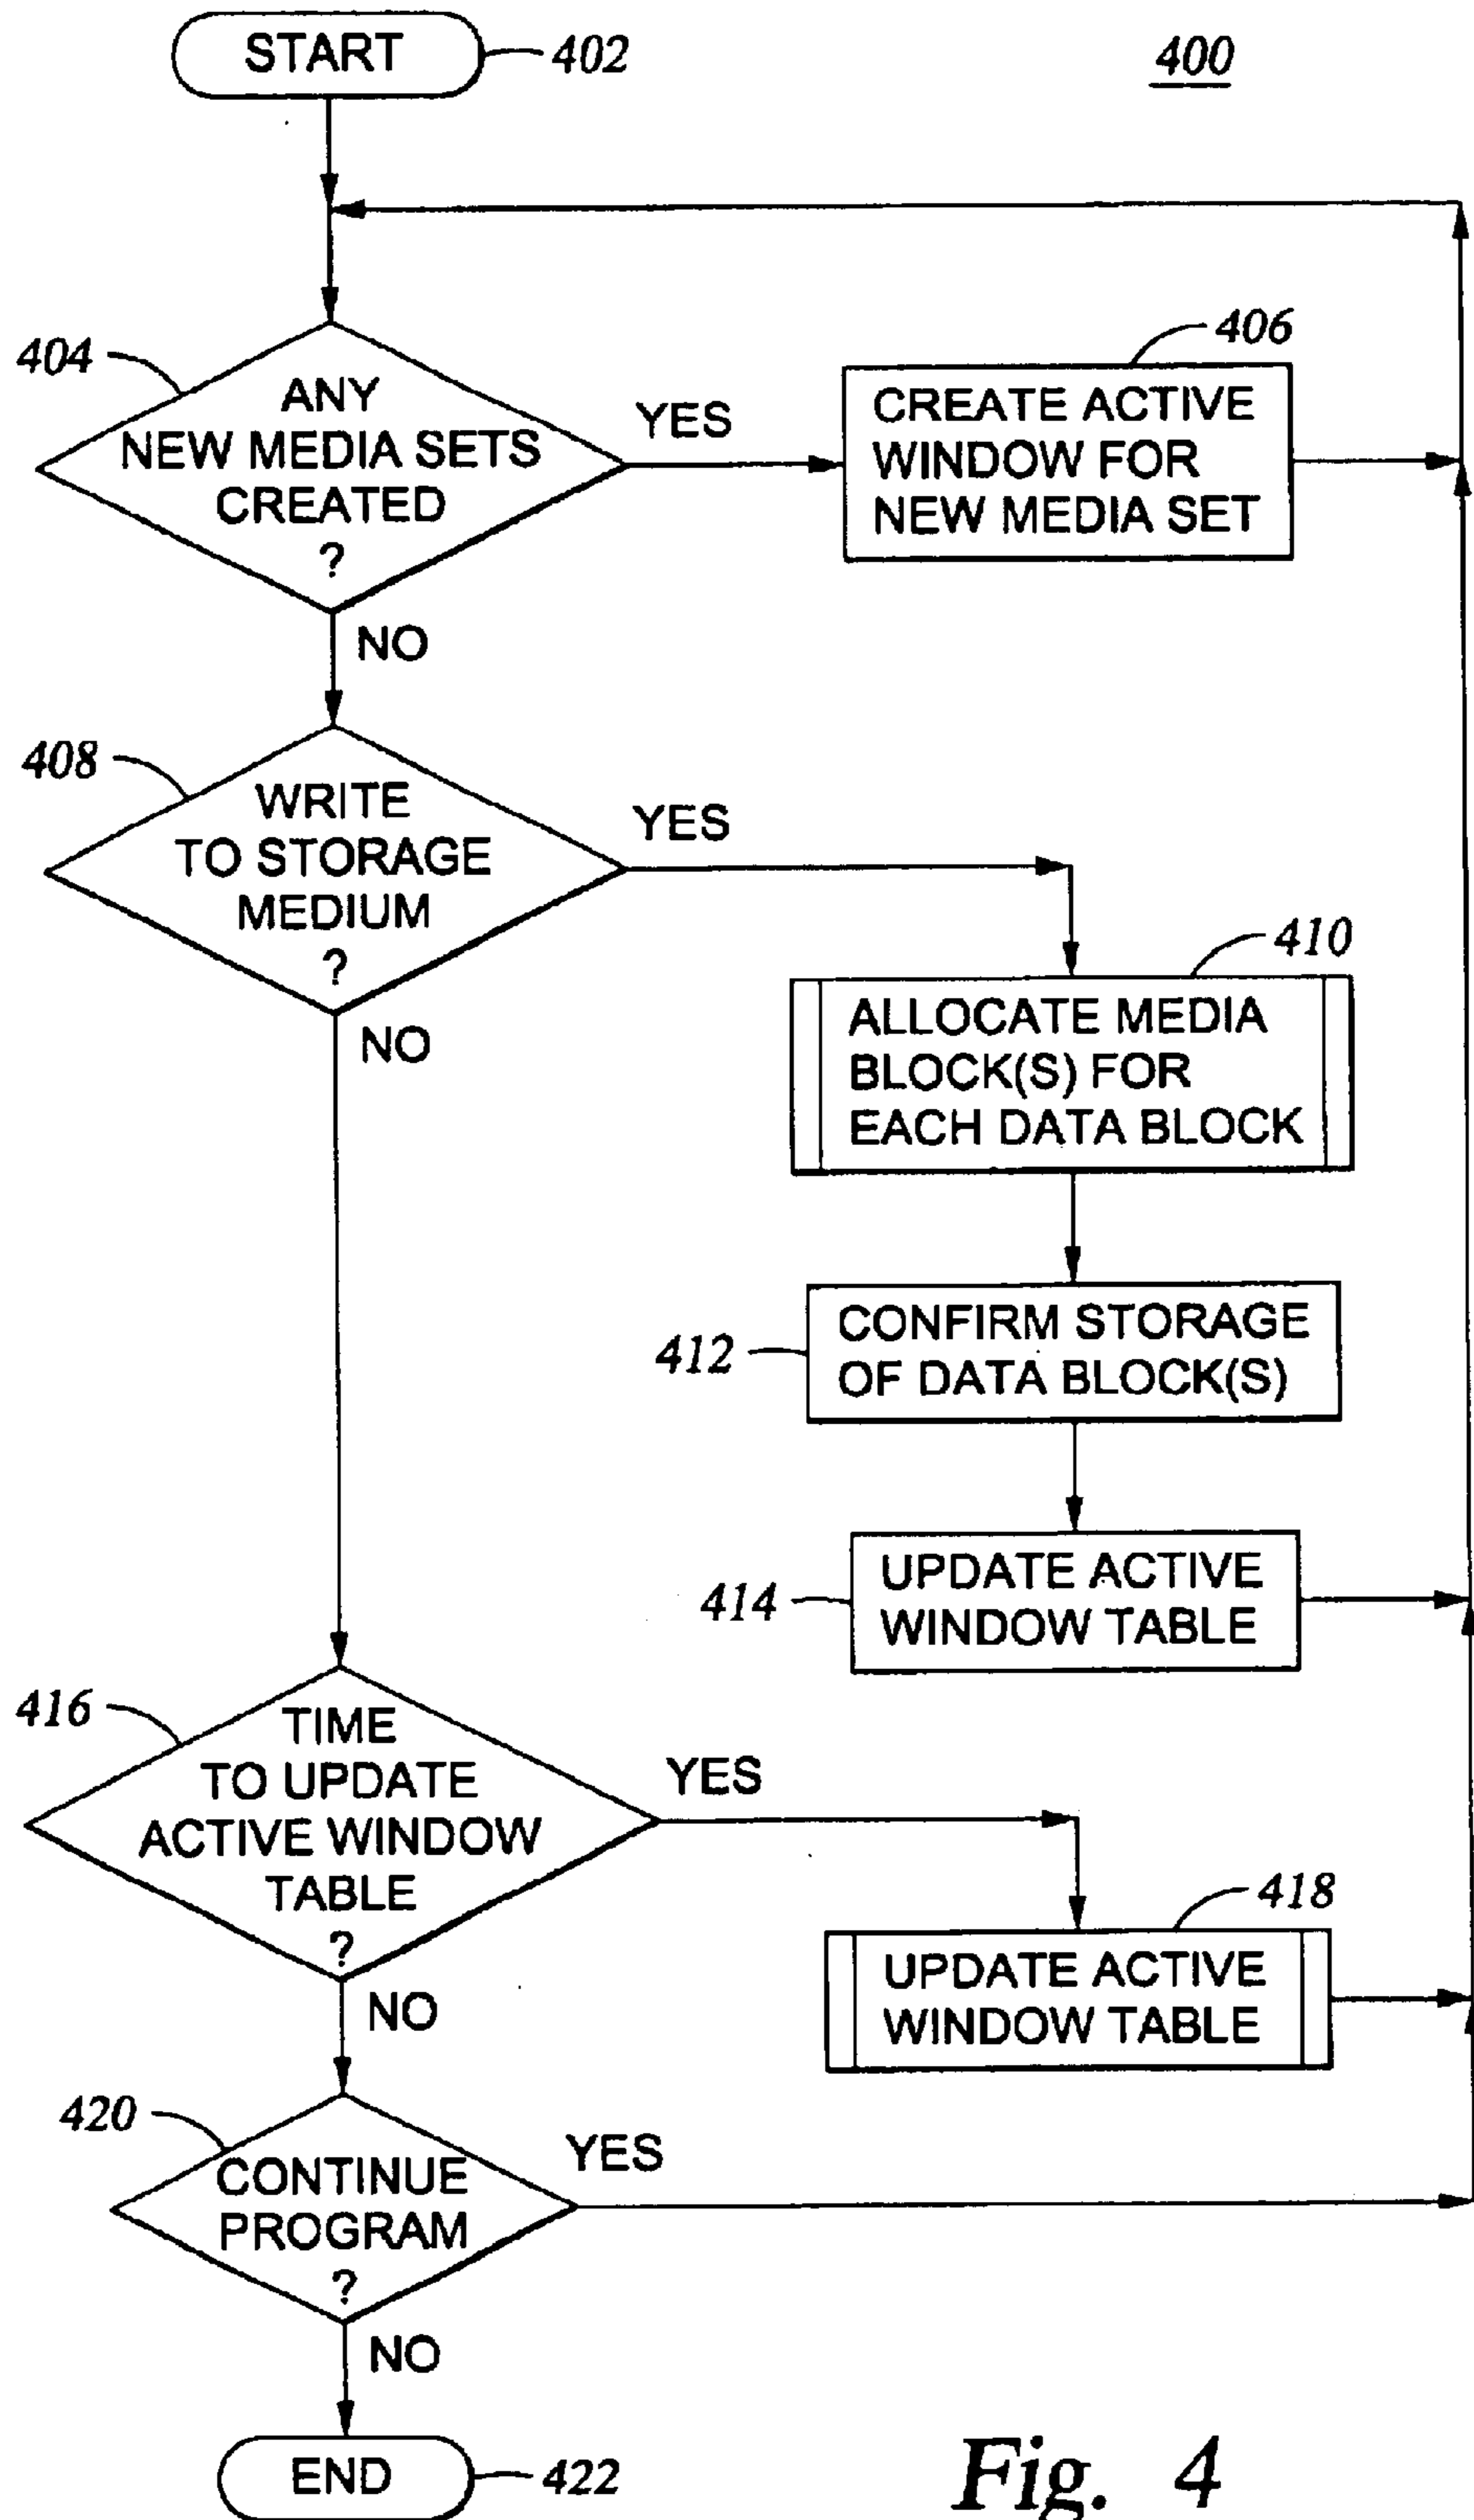 START
402
400
404
ANY
NEW MEDIA SETS
CREATED
?
YES
406
CREATE ACTIVE
WINDOW FOR
NEW MEDIA SET
NO
408
WRITE
TO STORAGE
MEDIUM
?
YES
NO
410
ALLOCATE MEDIA
BLOCK(S) FOR
EACH DATA BLOCK
412
CONFIRM STORAGE
OF DATA BLOCK(S)
414
UPDATE ACTIVE
WINDOW TABLE
416
TIME
TO UPDATE
ACTIVE WINDOW
TABLE
?
YES
NO
418
UPDATE ACTIVE
WINDOW TABLE
420
CONTINUE
PROGRAM
?
YES
NO
END
422
Fig. 4